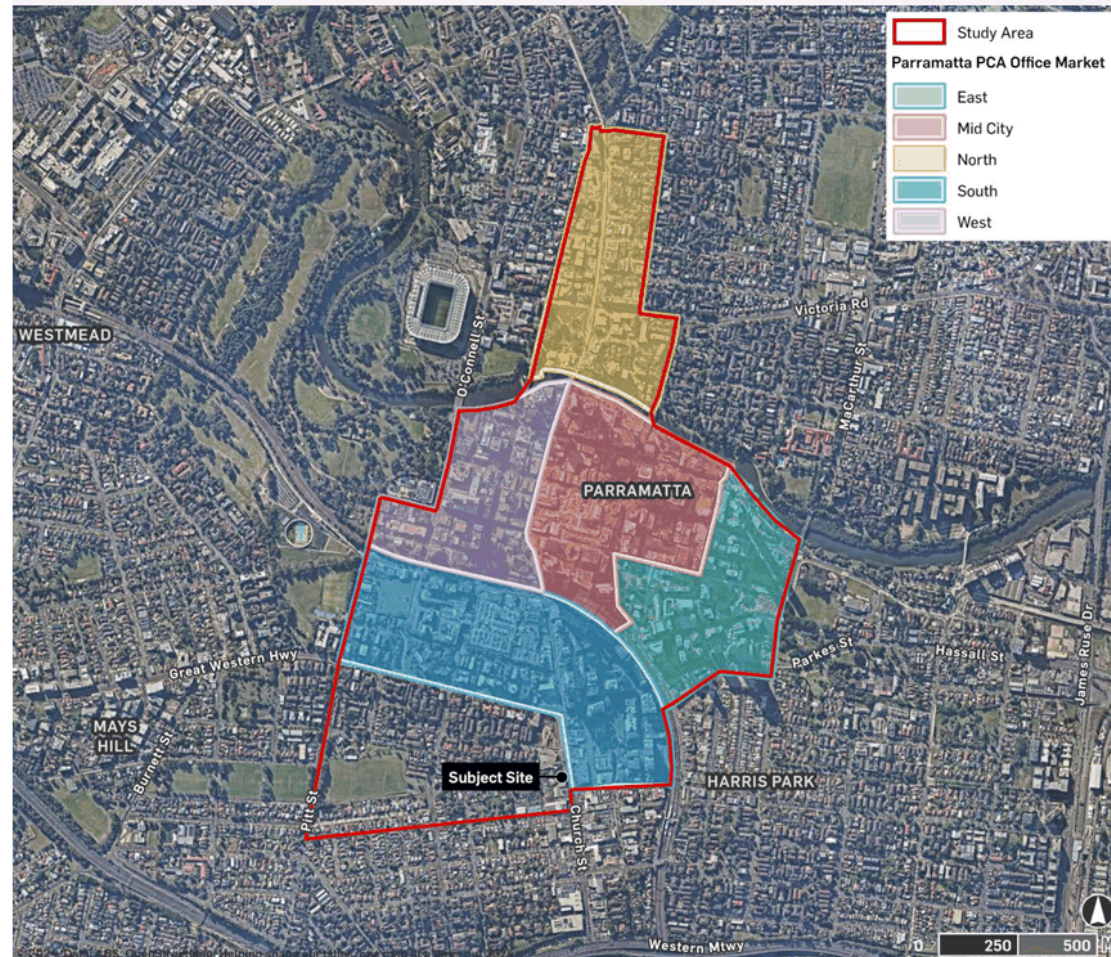 Study Area
Parramatta PCA Office Market
East
Mid City
North
South
West
Victoria Rd
WESTMEAD
O'Connell St
MacArthur St
PARRAMATTA
James Ruse Dr
Parkes St
Hassall St
Great Western Hwy
MAYS
HILL
Burnett St
Subject Site
HARRIS PARK
Pitt St
Church St
Western Mtwy
0 250 500 M